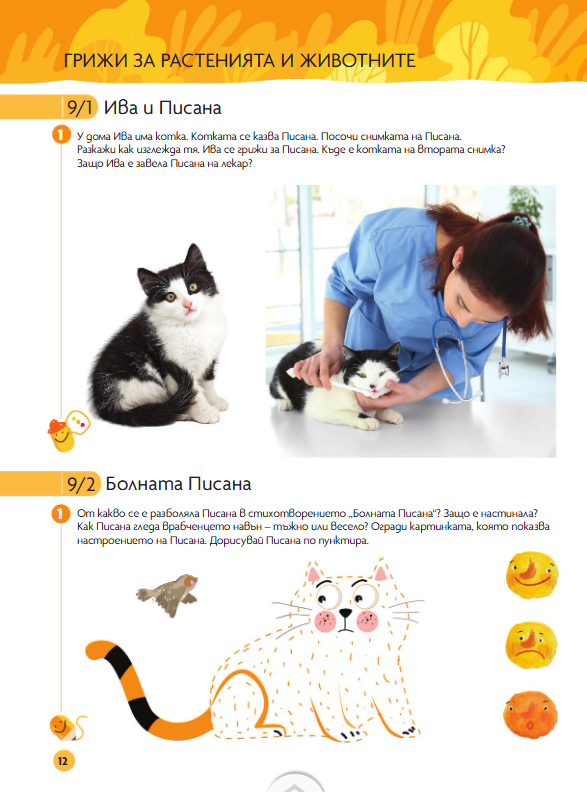 ГРИЖИ ЗА РАСТЕНИЯТА И ЖИВОТНИТЕ
9/1 Ива и Писана
1 У дома Ива има котка. Котката се казва Писана. Посочи снимката на Писана.
Разкажи как изглежда тя. Ива се грижи за Писана. Къде е котката на втората снимка?
Защо Ива е завела Писана на лекар?
9/2 Болната Писана
1 От какво се е разболяла Писана в стихотворението „Болната Писана“? Защо е настинала?
Как Писана гледа врабченцето навън – тъжно или весело? Огради картинката, която показва
настроението на Писана. Дорисувай Писана по пунктира.
12